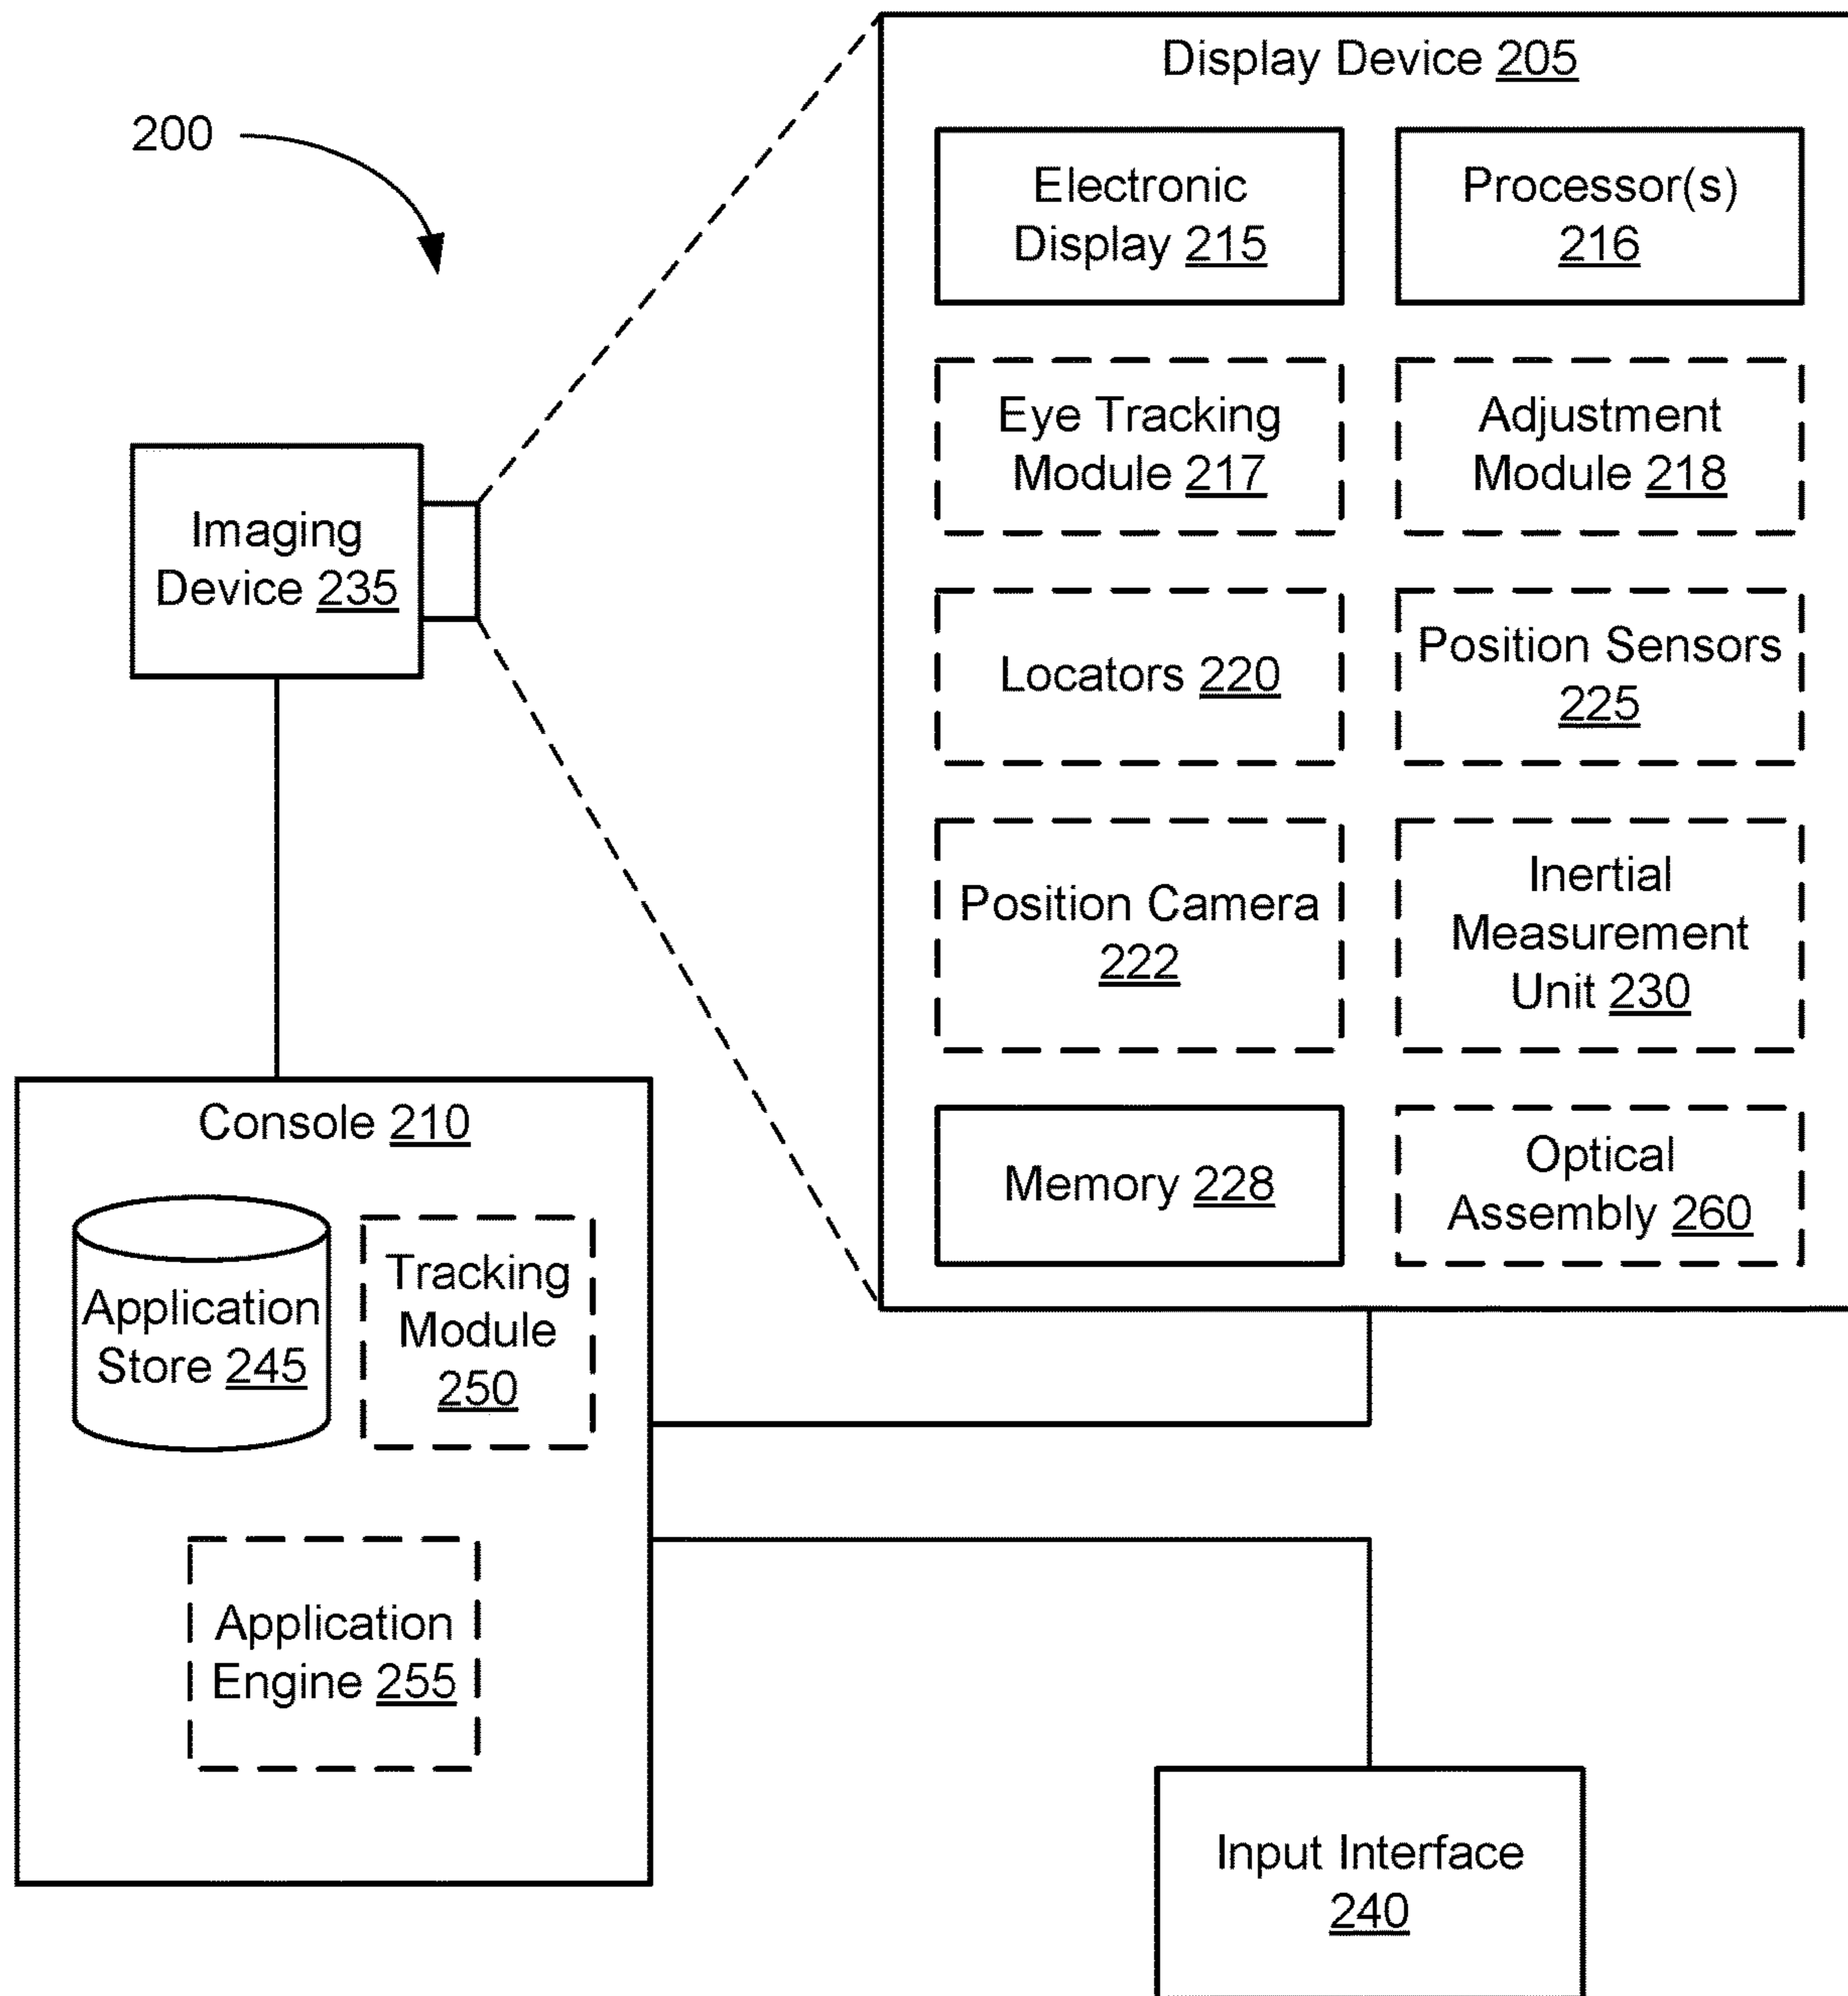 Display Device 205
200
Electronic
Display 215
Processor(s)
216
Eye Tracking
Module 217
Adjustment
Module 218
Imaging
Device 235
Locators 220
Position Sensors
225
Position Camera
222
Inertial
Measurement
Unit 230
Memory 228
Optical
Assembly 260
Console 210
Application
Store 245
Tracking
Module
250
Application
Engine 255
Input Interface
240